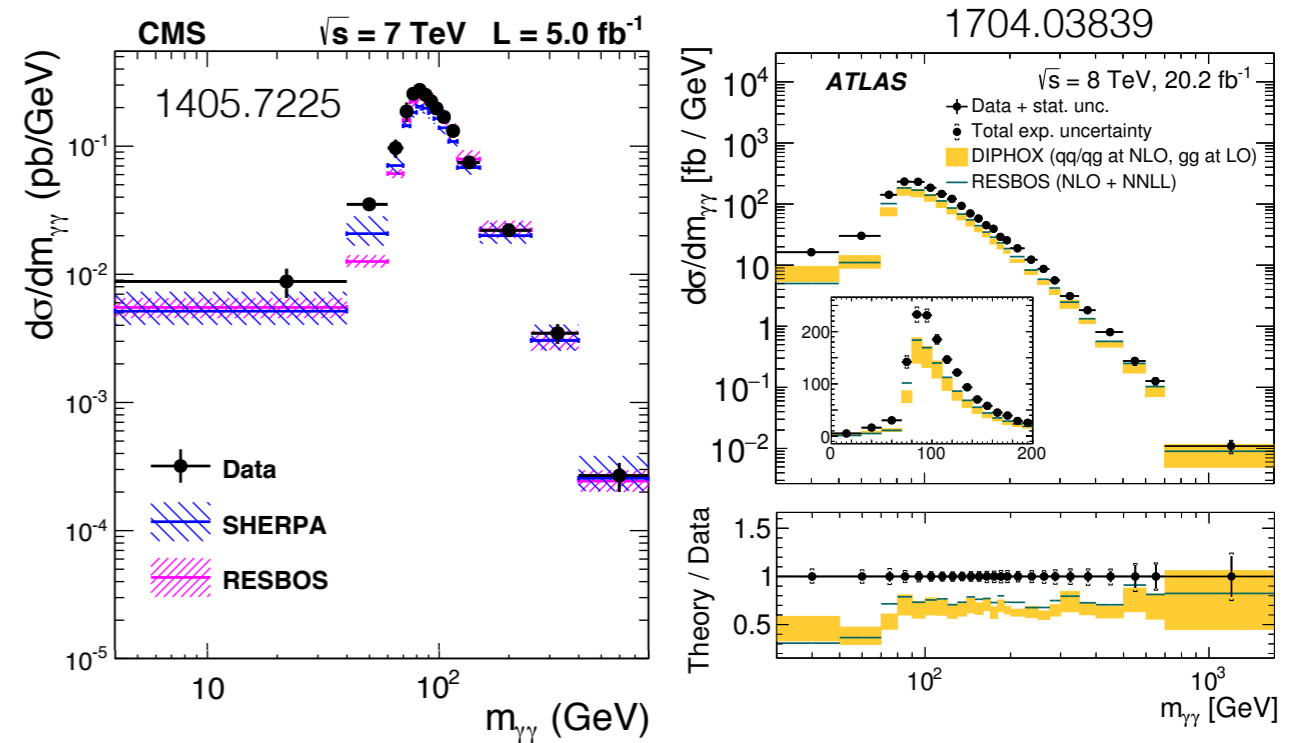 CMS √s = 7 TeV L = 5.0 fb⁻¹
1405.7225
dσ/dm_γγ (pb/GeV)
10⁻¹
10⁻²
10⁻³
10⁻⁴
10⁻⁵
Data
SHERPA
RESBOS
10
10²
m_γγ (GeV)
1704.03839
ATLAS √s = 8 TeV, 20.2 fb⁻¹
Data + stat. unc.
Total exp. uncertainty
DIPHOX (qq/qg at NLO, gg at LO)
RESBOS (NLO + NNLL)
dσ/dm_γγ [fb / GeV]
10⁴
10³
10²
10
1
10⁻¹
10⁻²
200
100
0
0 100 200
Theory / Data
1.5
1
0.5
10²
10³
m_γγ [GeV]